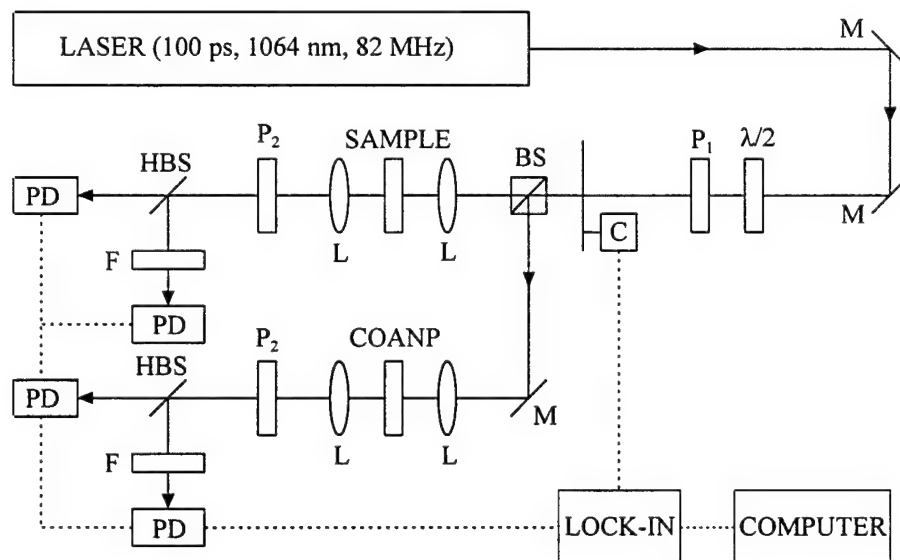 LASER (100 ps, 1064 nm, 82 MHz)
M
HBS
P₂
SAMPLE
BS
P₁
λ/2
PD
M
F
L
L
C
PD
HBS
P₂
COANP
PD
M
F
L
L
PD
LOCK-IN
COMPUTER